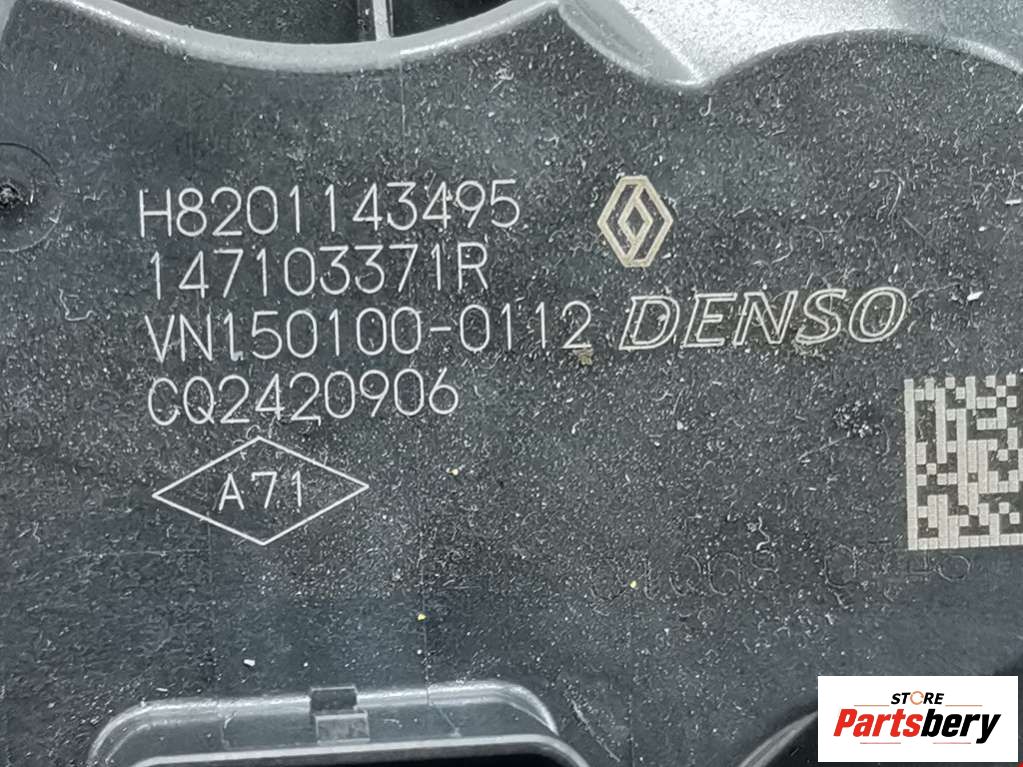 H8201143495
147103371R
VN150100-0112 DENSO
CQ2420906
A71
STORE
Partsbery